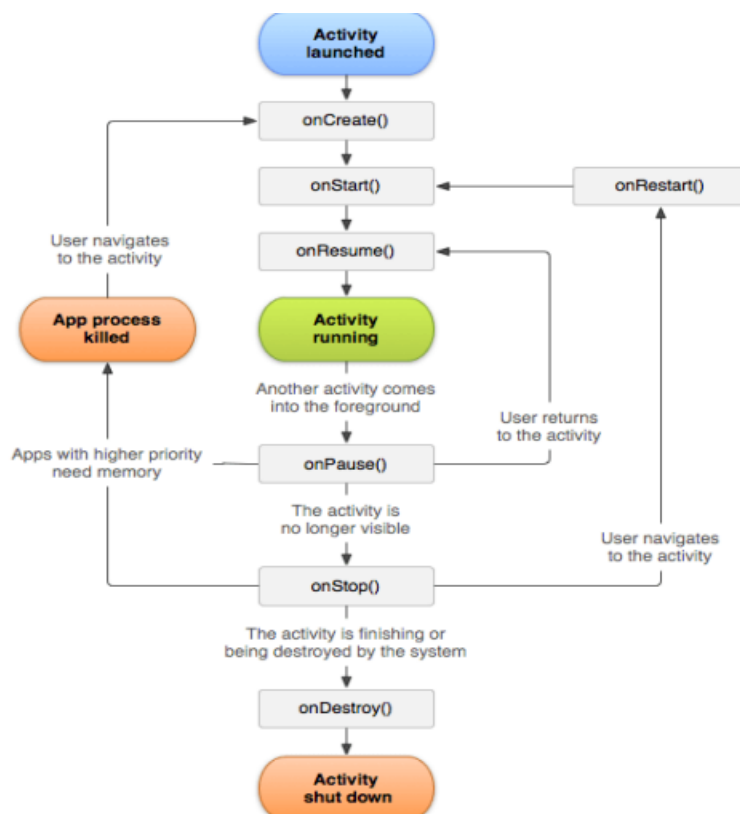 Activity
launched
onCreate()
onStart()
onRestart()
User navigates
to the activity
onResume()
App process
killed
Activity
running
Another activity comes
into the foreground
User returns
to the activity
Apps with higher priority
need memory
onPause()
The activity is
no longer visible
User navigates
to the activity
onStop()
The activity is finishing or
being destroyed by the system
onDestroy()
Activity
shut down